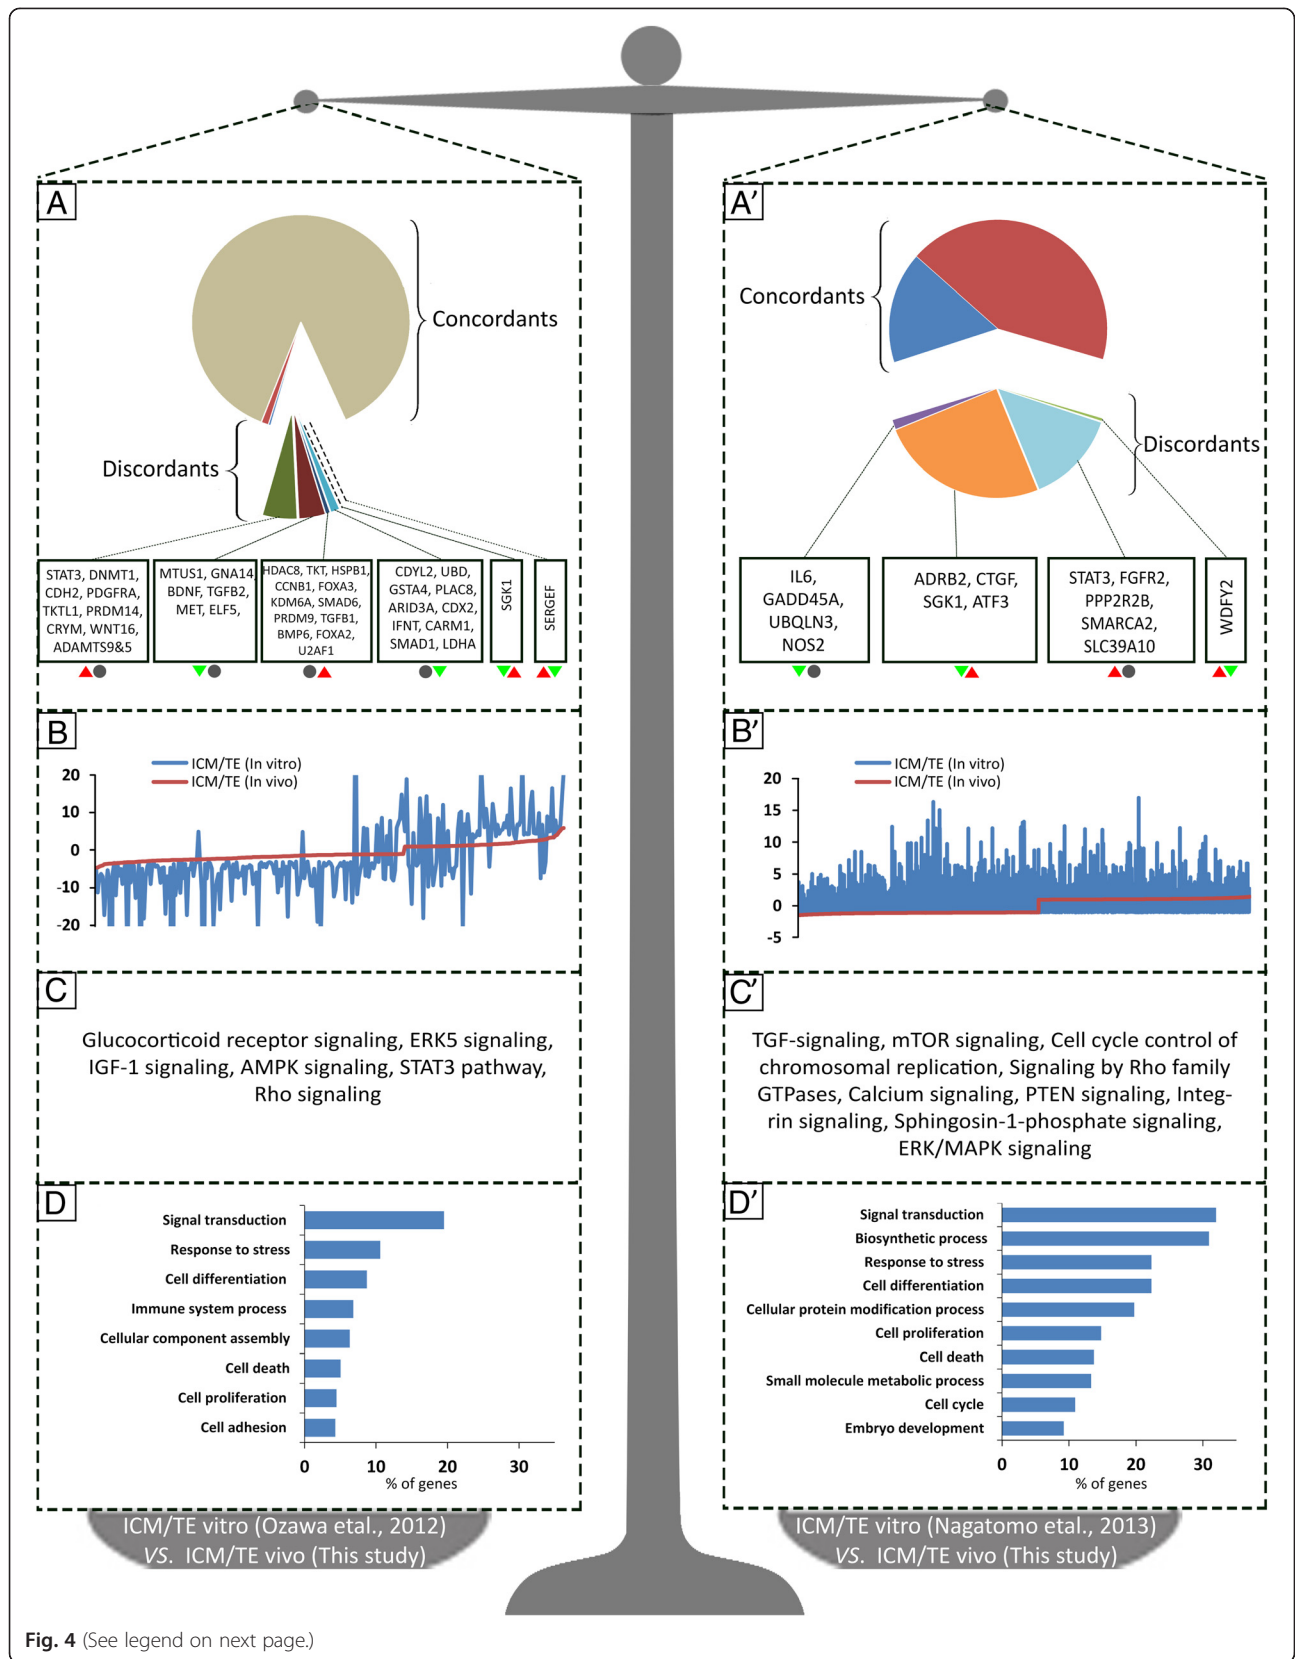 A
Concordants
Discordants
STAT3, DNMT1,
CDH2, PDGFRA,
TKTL1, PRDM14,
CRYM, WNT16,
ADAMTS9&5
MTUS1, GNA14,
BDNF, TGFB2,
MET, ELF5,
HDAC8, TKT, HSPB1,
CCNB1, FOXA3,
KDM6A, SMAD6,
PRDM9, TGFB1,
BMP6, FOXA2,
U2AF1
CDYL2, UBD,
GSTA4, PLAC8,
ARID3A, CDX2,
IFNT, CARM1,
SMAD1, LDHA
SGK1
SERGEF
B
ICM/TE (In vitro)
ICM/TE (In vivo)
20
10
0
-10
-20
C
Glucocorticoid receptor signaling, ERK5 signaling,
IGF-1 signaling, AMPK signaling, STAT3 pathway,
Rho signaling
D
Signal transduction
Response to stress
Cell differentiation
Immune system process
Cellular component assembly
Cell death
Cell proliferation
Cell adhesion
0 10 20 30
% of genes
ICM/TE vitro (Ozawa etal., 2012)
VS. ICM/TE vivo (This study)
A'
Concordants
Discordants
IL6,
GADD45A,
UBQLN3,
NOS2
ADRB2, CTGF,
SGK1, ATF3
STAT3, FGFR2,
PPP2R2B,
SMARCA2,
SLC39A10
WDFY2
B'
ICM/TE (In vitro)
ICM/TE (In vivo)
20
15
10
5
0
-5
C'
TGF-signaling, mTOR signaling, Cell cycle control of
chromosomal replication, Signaling by Rho family
GTPases, Calcium signaling, PTEN signaling, Integ-
rin signaling, Sphingosin-1-phosphate signaling,
ERK/MAPK signaling
D'
Signal transduction
Biosynthetic process
Response to stress
Cell differentiation
Cellular protein modification process
Cell proliferation
Cell death
Small molecule metabolic process
Cell cycle
Embryo development
0 10 20 30
% of genes
ICM/TE vitro (Nagatomo etal., 2013)
VS. ICM/TE vivo (This study)
Fig. 4 (See legend on next page.)